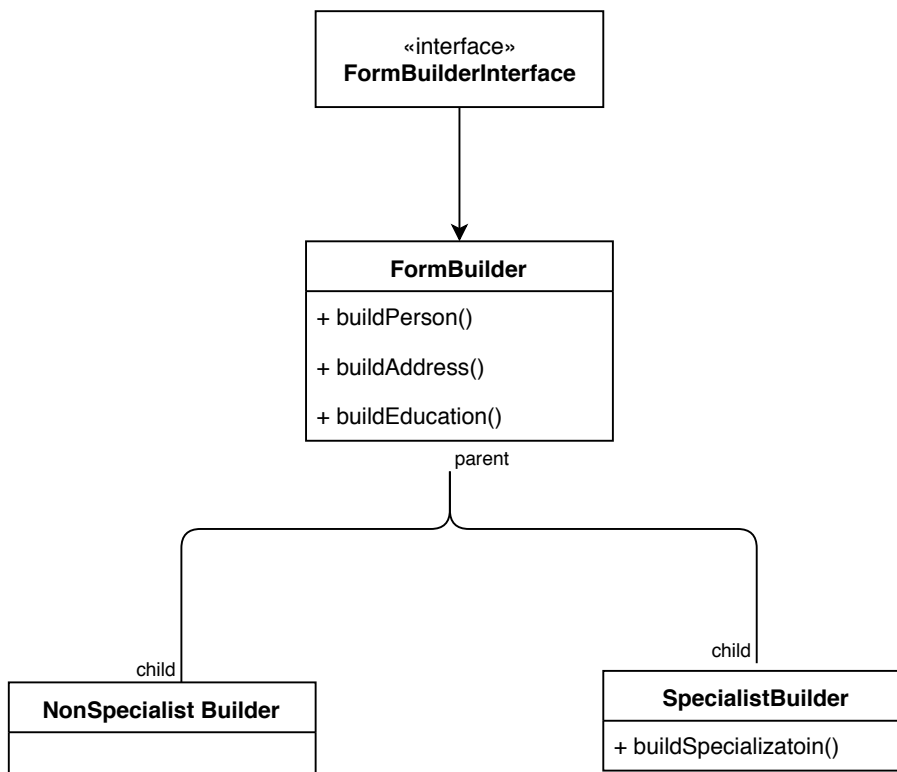 «interface»
FormBuilderInterface
FormBuilder
+ buildPerson()
+ buildAddress()
+ buildEducation()
parent
child
child
NonSpecialist Builder
SpecialistBuilder
+ buildSpecializatoin()